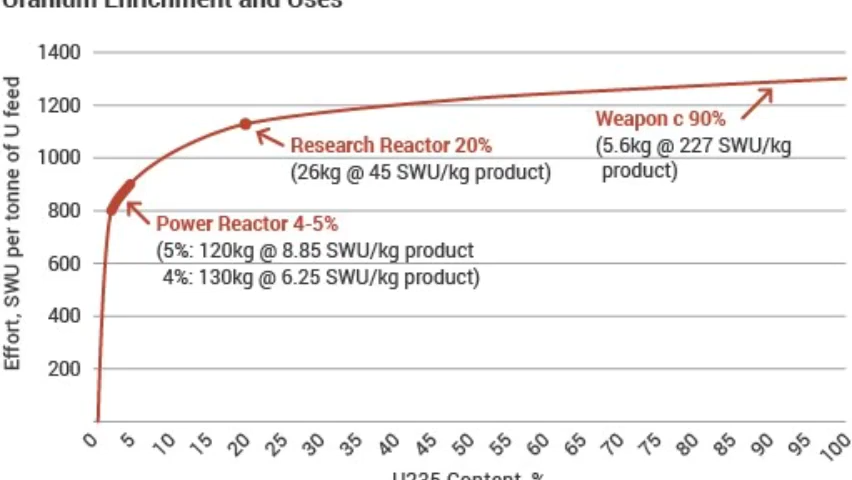 Uranium Enrichment and Uses
1400
1200
1000
800
600
400
200
Effort, SWU per tonne of U feed
Research Reactor 20%
(26kg @ 45 SWU/kg product)
Weapon c 90%
(5.6kg @ 227 SWU/kg
product)
Power Reactor 4-5%
(5%: 120kg @ 8.85 SWU/kg product
4%: 130kg @ 6.25 SWU/kg product)
0 5 10 15 20 25 30 35 40 45 50 55 60 65 70 75 80 85 90 95 100
U235 Content, %